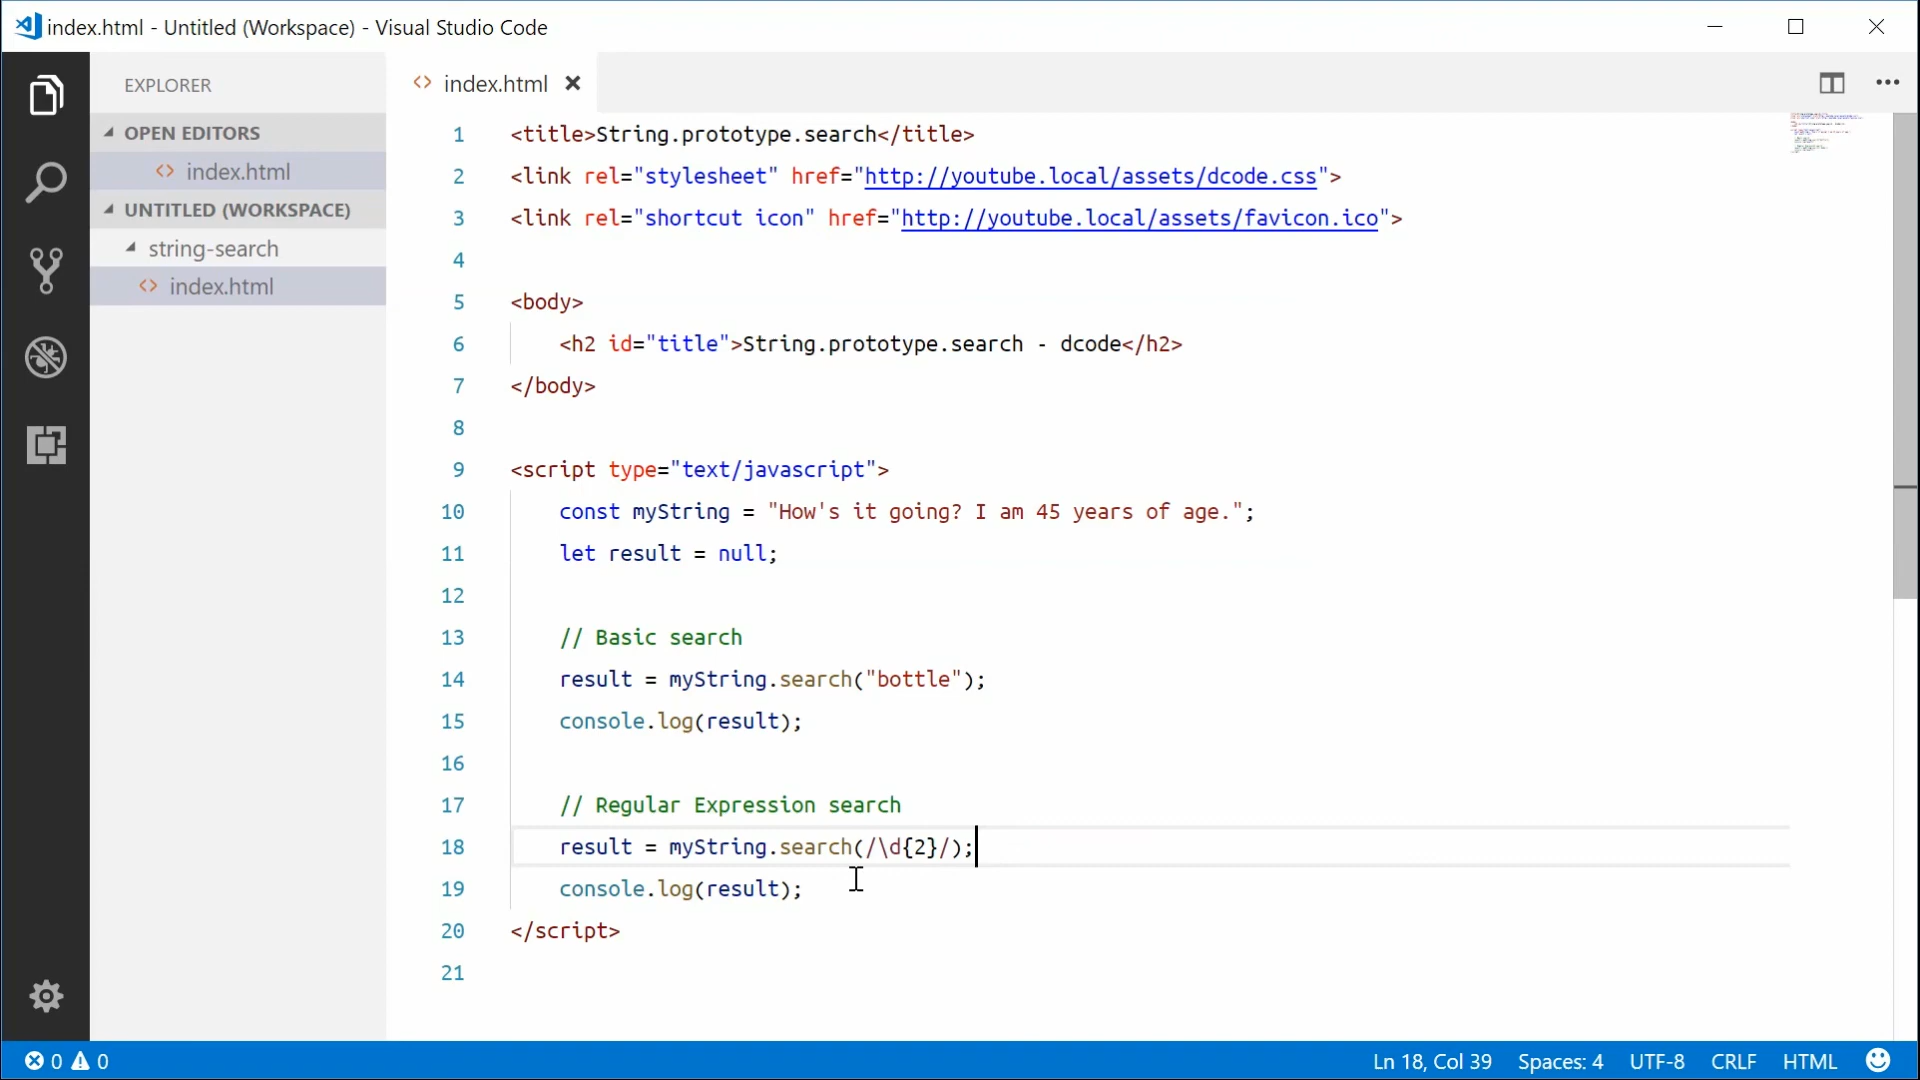 index.html - Untitled (Workspace) - Visual Studio Code
EXPLORER
OPEN EDITORS
index.html
UNTITLED (WORKSPACE)
string-search
index.html
index.html
1 <title>String.prototype.search</title>
2 <link rel="stylesheet" href="http://youtube.local/assets/dcode.css">
3 <link rel="shortcut icon" href="http://youtube.local/assets/favicon.ico">
4
5 <body>
6     <h2 id="title">String.prototype.search - dcode</h2>
7 </body>
8
9 <script type="text/javascript">
10     const myString = "How's it going? I am 45 years of age.";
11     let result = null;
12
13     // Basic search
14     result = myString.search("bottle");
15     console.log(result);
16
17     // Regular Expression search
18     result = myString.search(/\d{2}/);
19     console.log(result);
20 </script>
21
0 0 Ln 18, Col 39 Spaces: 4 UTF-8 CRLF HTML